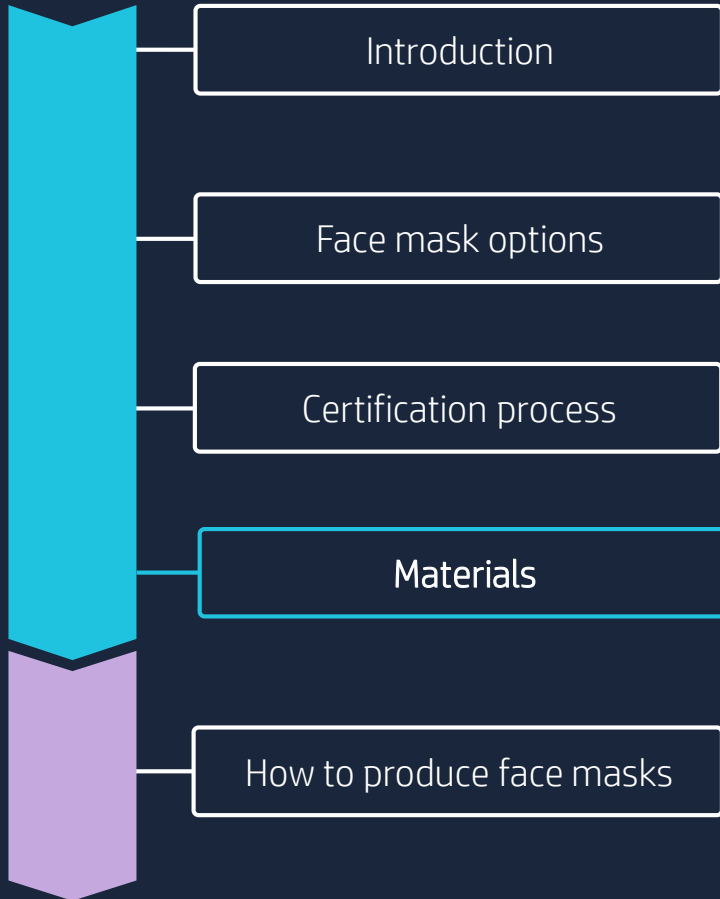 Introduction
Face mask options
Certification process
Materials
How to produce face masks